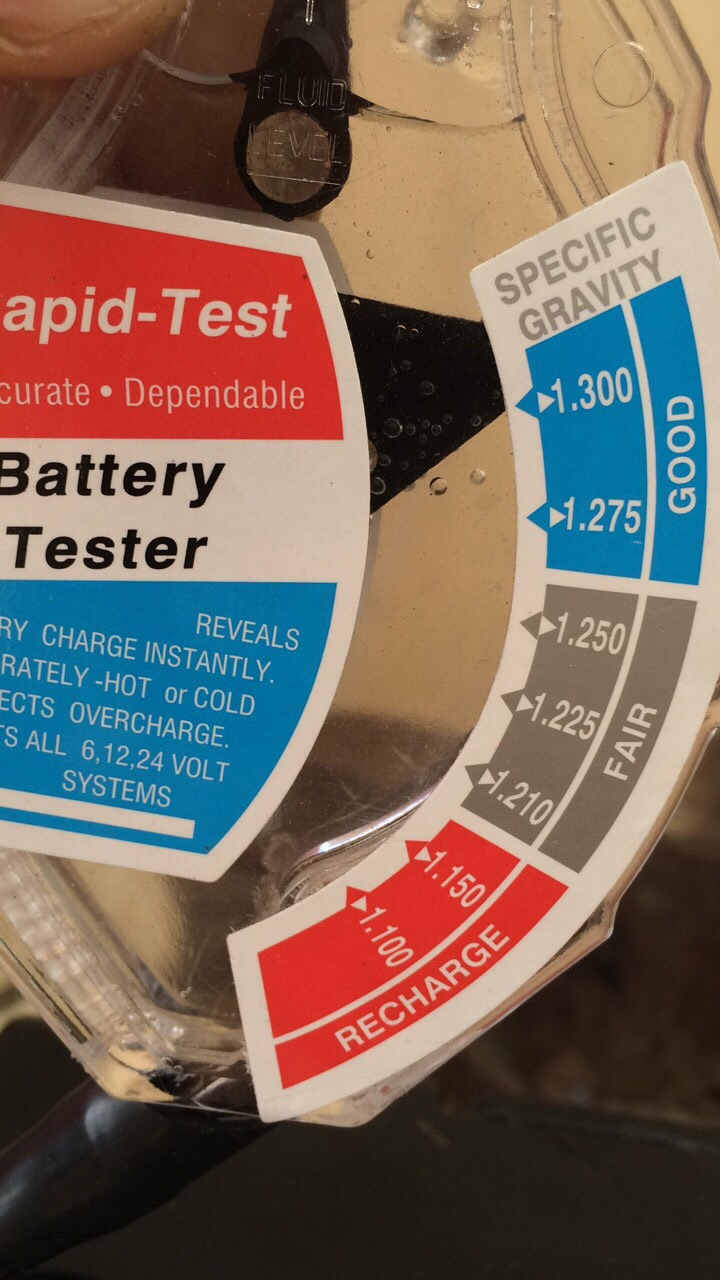 FLUID
LEVEL
SPECIFIC
GRAVITY
apid-Test
curate • Dependable
Battery
Tester
REVEALS
RY CHARGE INSTANTLY.
RATELY -HOT or COLD
ECTS OVERCHARGE.
TS ALL 6,12,24 VOLT
SYSTEMS
1.300
1.275
GOOD
1.250
1.225
1.210
FAIR
1.150
1.100
RECHARGE